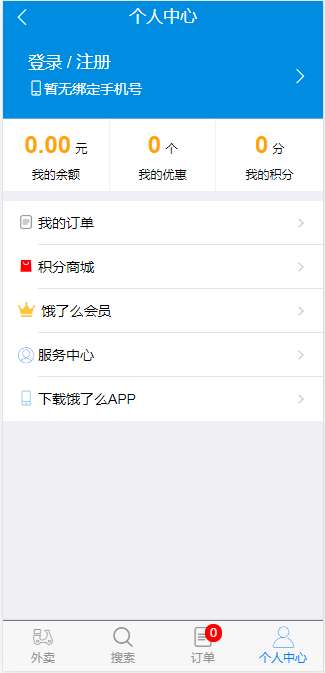 个人中心
登录 / 注册
暂无绑定手机号
0.00 元 0 个 0 分
我的余额 我的优惠 我的积分
我的订单
积分商城
饿了么会员
服务中心
下载饿了么APP
0
外卖 搜索 订单 个人中心